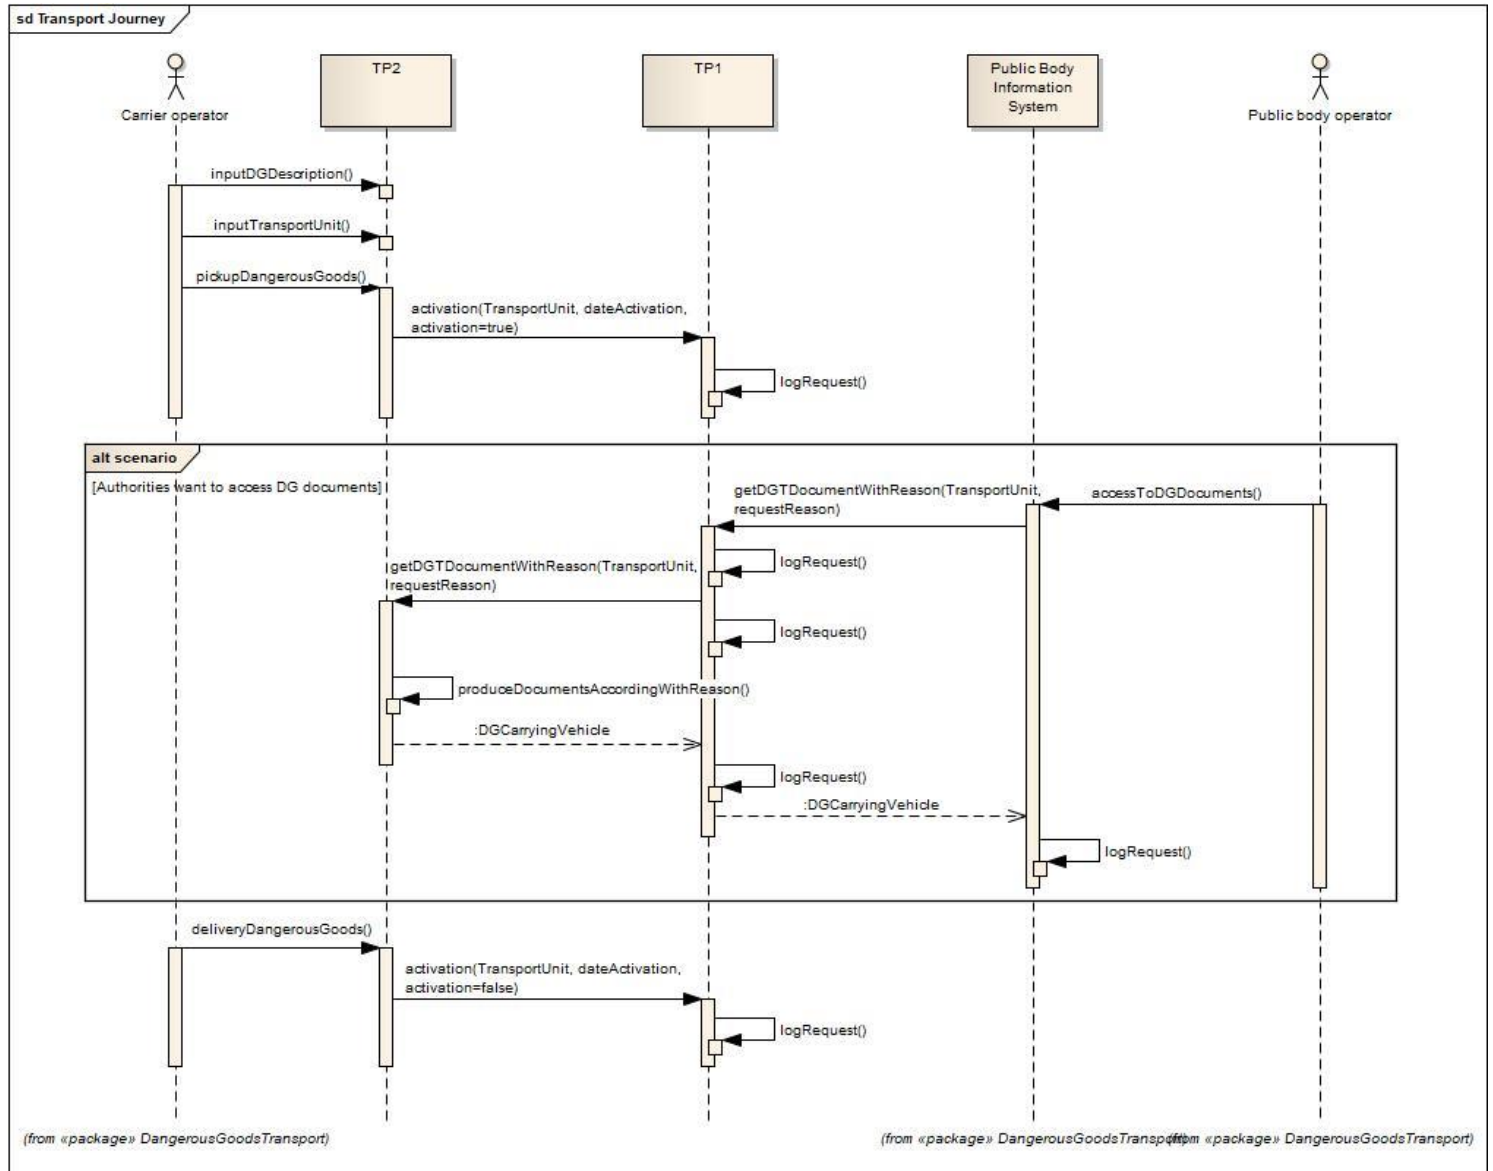 sd Transport Journey
Carrier operator
TP2
TP1
Public Body
Information
System
Public body operator
inputDGDescription()
inputTransportUnit()
pickupDangerousGoods()
activation(TransportUnit, dateActivation,
activation=true)
logRequest()
alt scenario
[Authorities want to access DG documents]
accessToDGDocuments()
getDGTDocumentWithReason(TransportUnit,
requestReason)
logRequest()
getDGTDocumentWithReason(TransportUnit,
requestReason)
logRequest()
produceDocumentsAccordingWithReason()
:DGCarryingVehicle
logRequest()
:DGCarryingVehicle
logRequest()
deliveryDangerousGoods()
activation(TransportUnit, dateActivation,
activation=false)
logRequest()
(from «package» DangerousGoodsTransport)
(from «package» DangerousGoodsTransport)
(from «package» DangerousGoodsTransport)